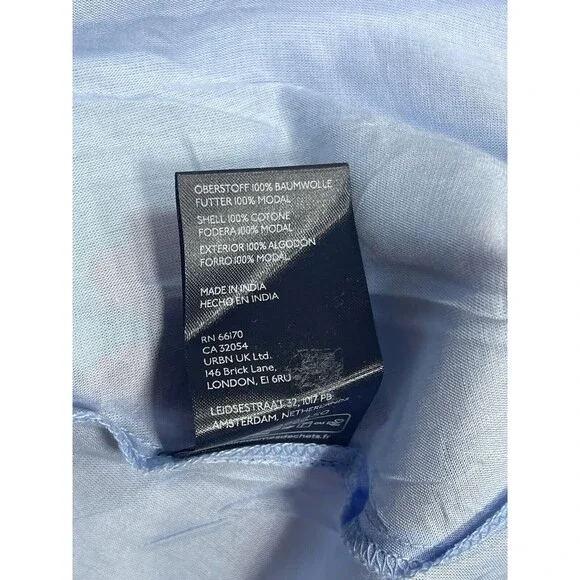 OBERSTOFF 100% BAUMWOLLE
FUTTER 100% MODAL
SHELL 100% COTONE
FODERA 100% MODAL
EXTERIOR 100% ALGODÓN
FORRO 100% MODAL
MADE IN INDIA
HECHO EN INDIA
RN 66170
CA 32054
URBN UK Ltd.
146 Brick Lane,
LONDON, E1 6RU
LEIDSESTRAAT 32, 1017 PB
AMSTERDAM, NETHERLANDS
OU